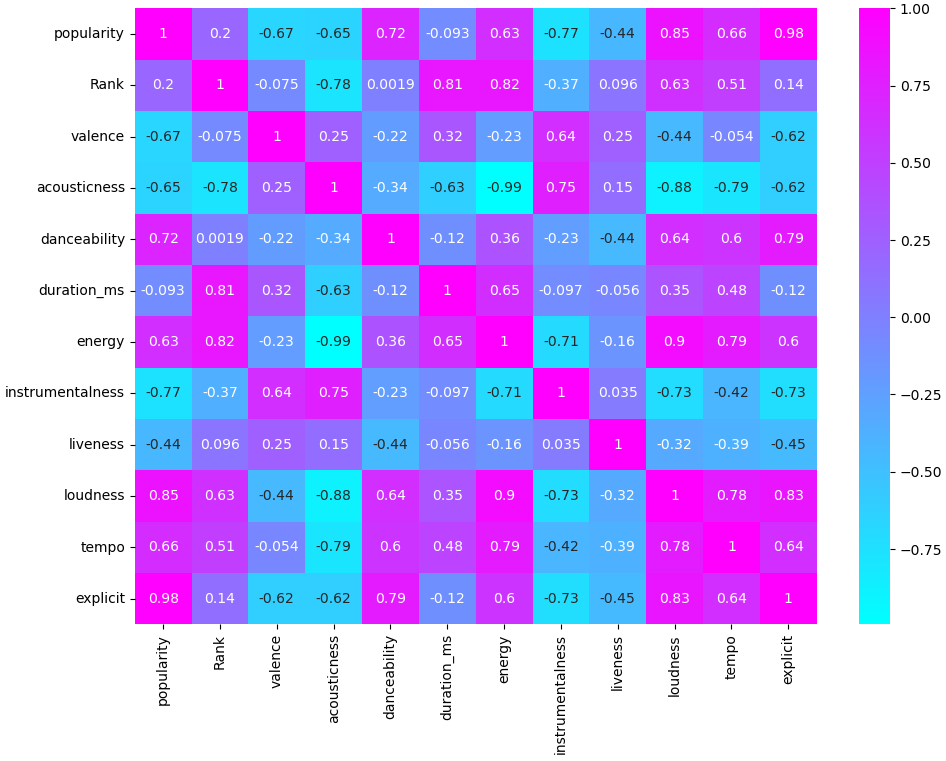 popularity 1 0.2 -0.67 -0.65 0.72 -0.093 0.63 -0.77 -0.44 0.85 0.66 0.98
Rank 0.2 1 -0.075 -0.78 0.0019 0.81 0.82 -0.37 0.096 0.63 0.51 0.14
valence -0.67 -0.075 1 0.25 -0.22 0.32 -0.23 0.64 0.25 -0.44 -0.054 -0.62
acousticness -0.65 -0.78 0.25 1 -0.34 -0.63 -0.99 0.75 0.15 -0.88 -0.79 -0.62
danceability 0.72 0.0019 -0.22 -0.34 1 -0.12 0.36 -0.23 -0.44 0.64 0.6 0.79
duration_ms -0.093 0.81 0.32 -0.63 -0.12 1 0.65 -0.097 -0.056 0.35 0.48 -0.12
energy 0.63 0.82 -0.23 -0.99 0.36 0.65 1 -0.71 -0.16 0.9 0.79 0.6
instrumentalness -0.77 -0.37 0.64 0.75 -0.23 -0.097 -0.71 1 0.035 -0.73 -0.42 -0.73
liveness -0.44 0.096 0.25 0.15 -0.44 -0.056 -0.16 0.035 1 -0.32 -0.39 -0.45
loudness 0.85 0.63 -0.44 -0.88 0.64 0.35 0.9 -0.73 -0.32 1 0.78 0.83
tempo 0.66 0.51 -0.054 -0.79 0.6 0.48 0.79 -0.42 -0.39 0.78 1 0.64
explicit 0.98 0.14 -0.62 -0.62 0.79 -0.12 0.6 -0.73 -0.45 0.83 0.64 1
popularity
Rank
valence
acousticness
danceability
duration_ms
energy
instrumentalness
liveness
loudness
tempo
explicit
1.00
0.75
0.50
0.25
0.00
−0.25
−0.50
−0.75